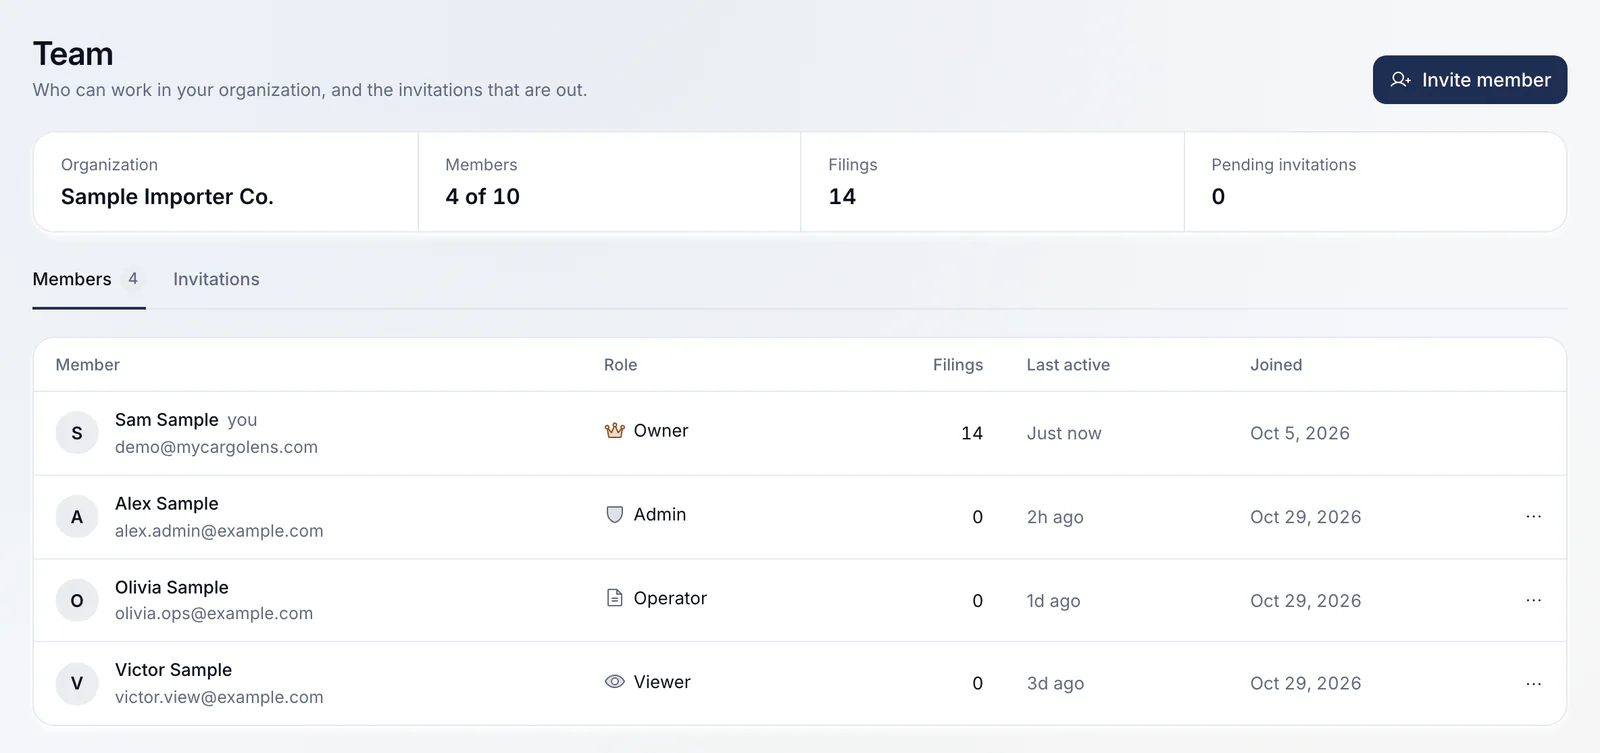 Team
Who can work in your organization, and the invitations that are out.
Invite member
Organization
Sample Importer Co.
Members
4 of 10
Filings
14
Pending invitations
0
Members 4 Invitations
Member Role Filings Last active Joined
S Sam Sample you
demo@mycargolens.com
Owner 14 Just now Oct 5, 2026
A Alex Sample
alex.admin@example.com
Admin 0 2h ago Oct 29, 2026 ...
O Olivia Sample
olivia.ops@example.com
Operator 0 1d ago Oct 29, 2026 ...
V Victor Sample
victor.view@example.com
Viewer 0 3d ago Oct 29, 2026 ...